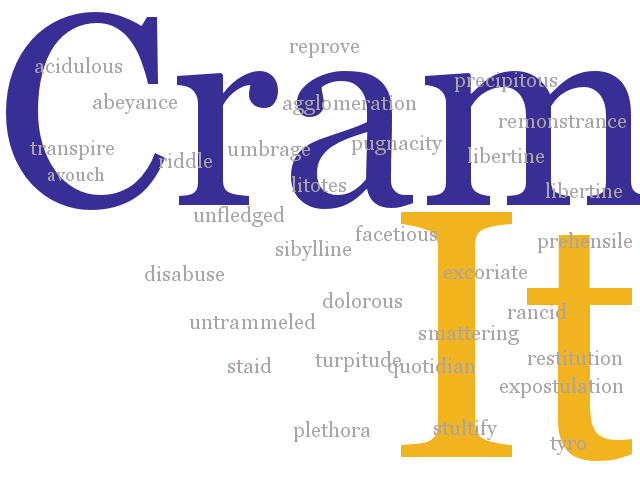 Cram
It
reprove
acidulous
precipitous
abeyance
agglomeration
remonstrance
pugnacity
transpire
umbrage
libertine
riddle
avouch
litotes
libertine
unfledged
facetious
prehensile
sibylline
disabuse
excoriate
dolorous
rancid
untrammeled
smattering
restitution
turpitude
staid
quotidian
expostulation
stultify
plethora
tyro